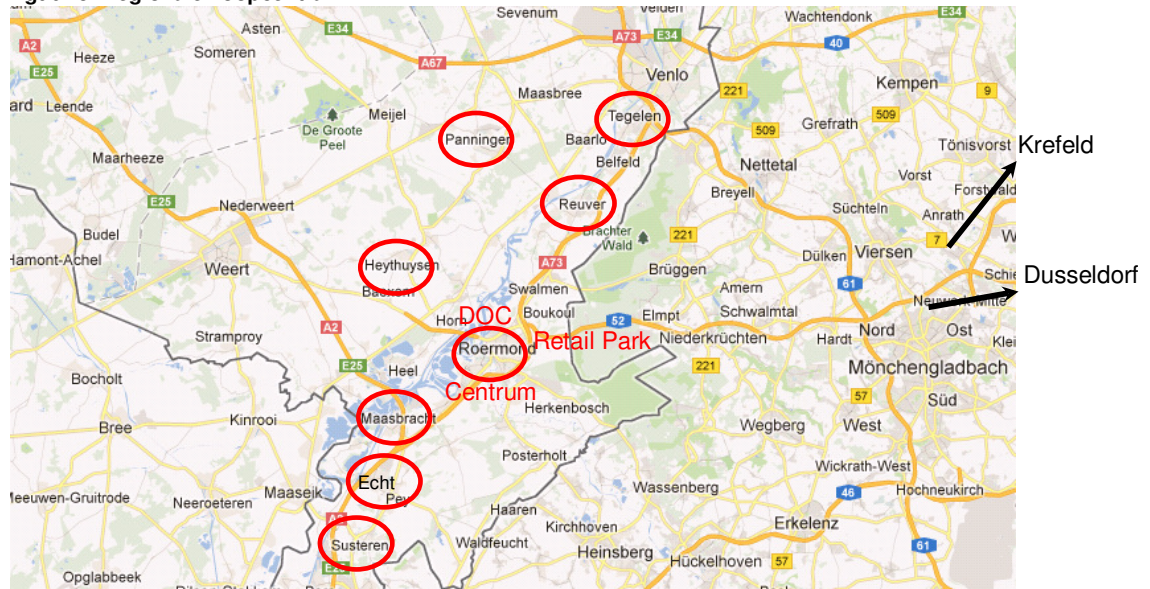 Asten
E34
Sevenum
Velden
Wachtendonk
A2
Someren
A73
E34
40
Heeze
A67
E25
Venlo
Kempen
221
9
Leende
Maasbree
Meijel
De Groote
Peel
Tegelen
509
Grefrath
509
Panningen
Baarlo
Tönisvorst
Krefeld
Maarheeze
Belfeld
Nettetal
Vorst
Breyell
Forstwald
E25
Nederweert
Reuver
Süchteln
Anrath
Budel
Brachter
Wald
221
7
Dülken
Viersen
Hamont-Achel
Weert
Heythuysen
A73
Brüggen
Dusseldorf
Baexem
Swalmen
Amern
61
Neuwerk-Mitte
DOC
Horn
Boukoul
52
Elmpt
Schwalmtal
A2
Stramproy
Roermond
Retail Park
Niederkrüchten
Hardt
Nord
Ost
E25
Heel
221
Mönchengladbach
Bocholt
Centrum
57
Süd
Herkenbosch
Maasbracht
Kinrooi
Bree
Wegberg
West
Posterholt
Wickrath-West
Echt
Pey
Wassenberg
46
Hochneukirch
Meeuwen-Gruitrode
Neeroeteren
Maaseik
Haaren
Kirchhoven
Erkelenz
Susteren
Waldfeucht
Heinsberg
61
Hückelhoven
57
Opglabbeek